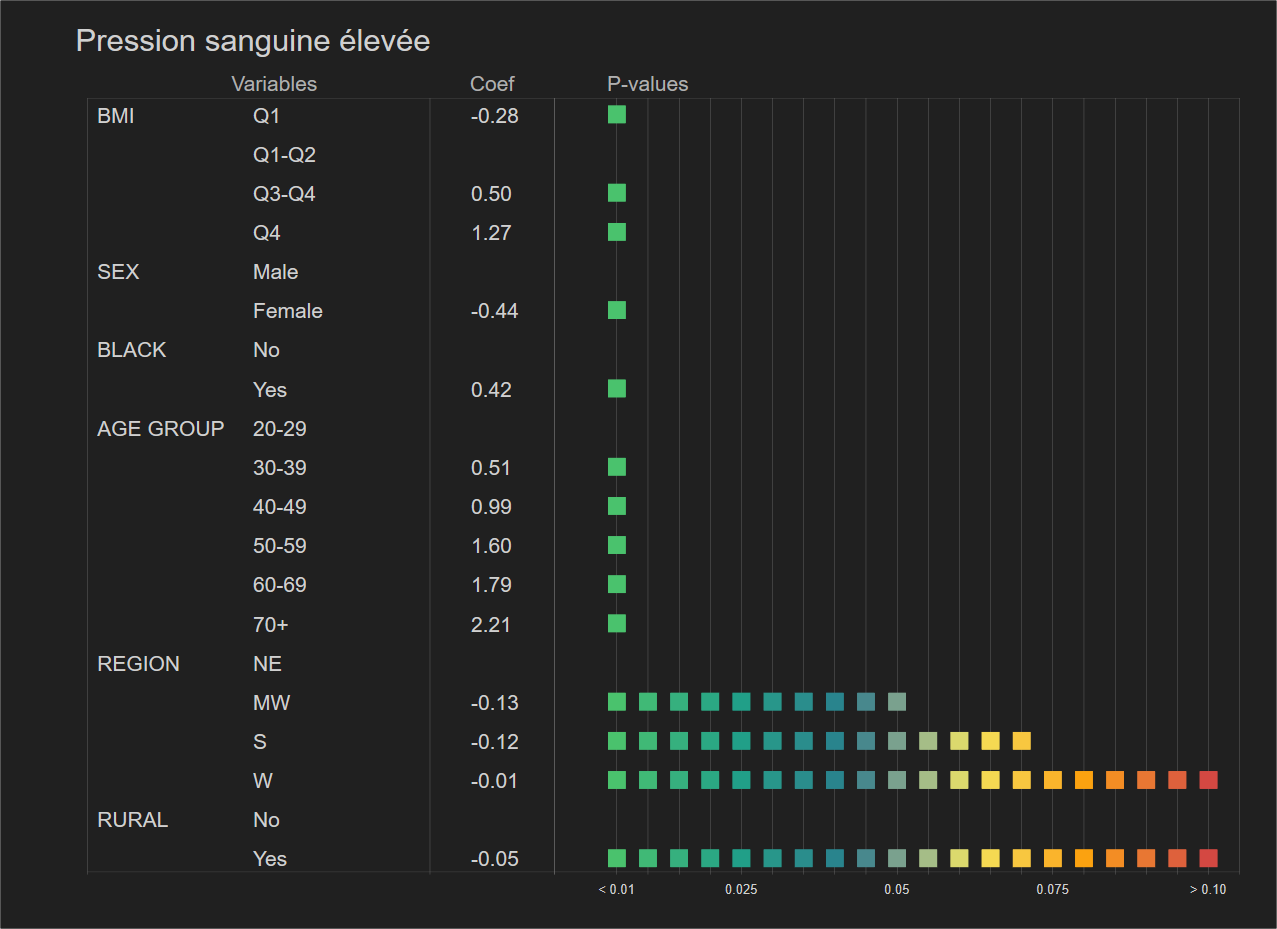 Pression sanguine élevée
Variables Coef P-values
BMI Q1 -0.28
Q1-Q2
Q3-Q4 0.50
Q4 1.27
SEX Male
Female -0.44
BLACK No
Yes 0.42
AGE GROUP 20-29
30-39 0.51
40-49 0.99
50-59 1.60
60-69 1.79
70+ 2.21
REGION NE
MW -0.13
S -0.12
W -0.01
RURAL No
Yes -0.05
< 0.01 0.025 0.05 0.075 > 0.10